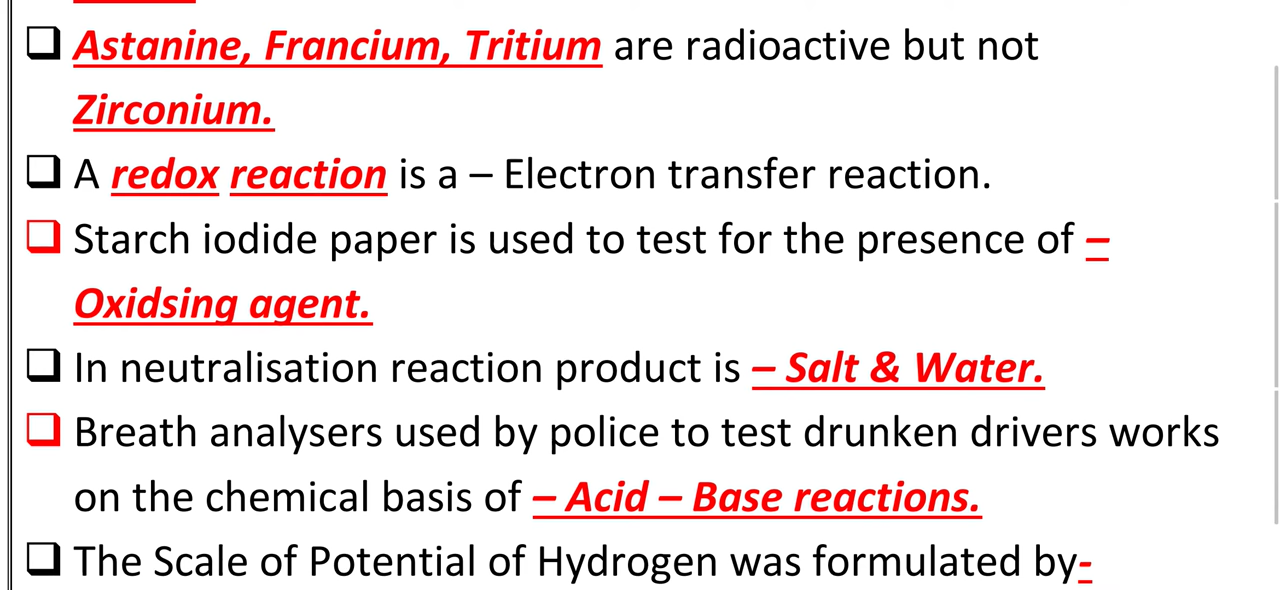 ❑ Astanine, Francium, Tritium are radioactive but not
Zirconium.
❑ A redox reaction is a – Electron transfer reaction.
❑ Starch iodide paper is used to test for the presence of –
Oxidsing agent.
❑ In neutralisation reaction product is – Salt & Water.
❑ Breath analysers used by police to test drunken drivers works
on the chemical basis of – Acid – Base reactions.
❑ The Scale of Potential of Hydrogen was formulated by-